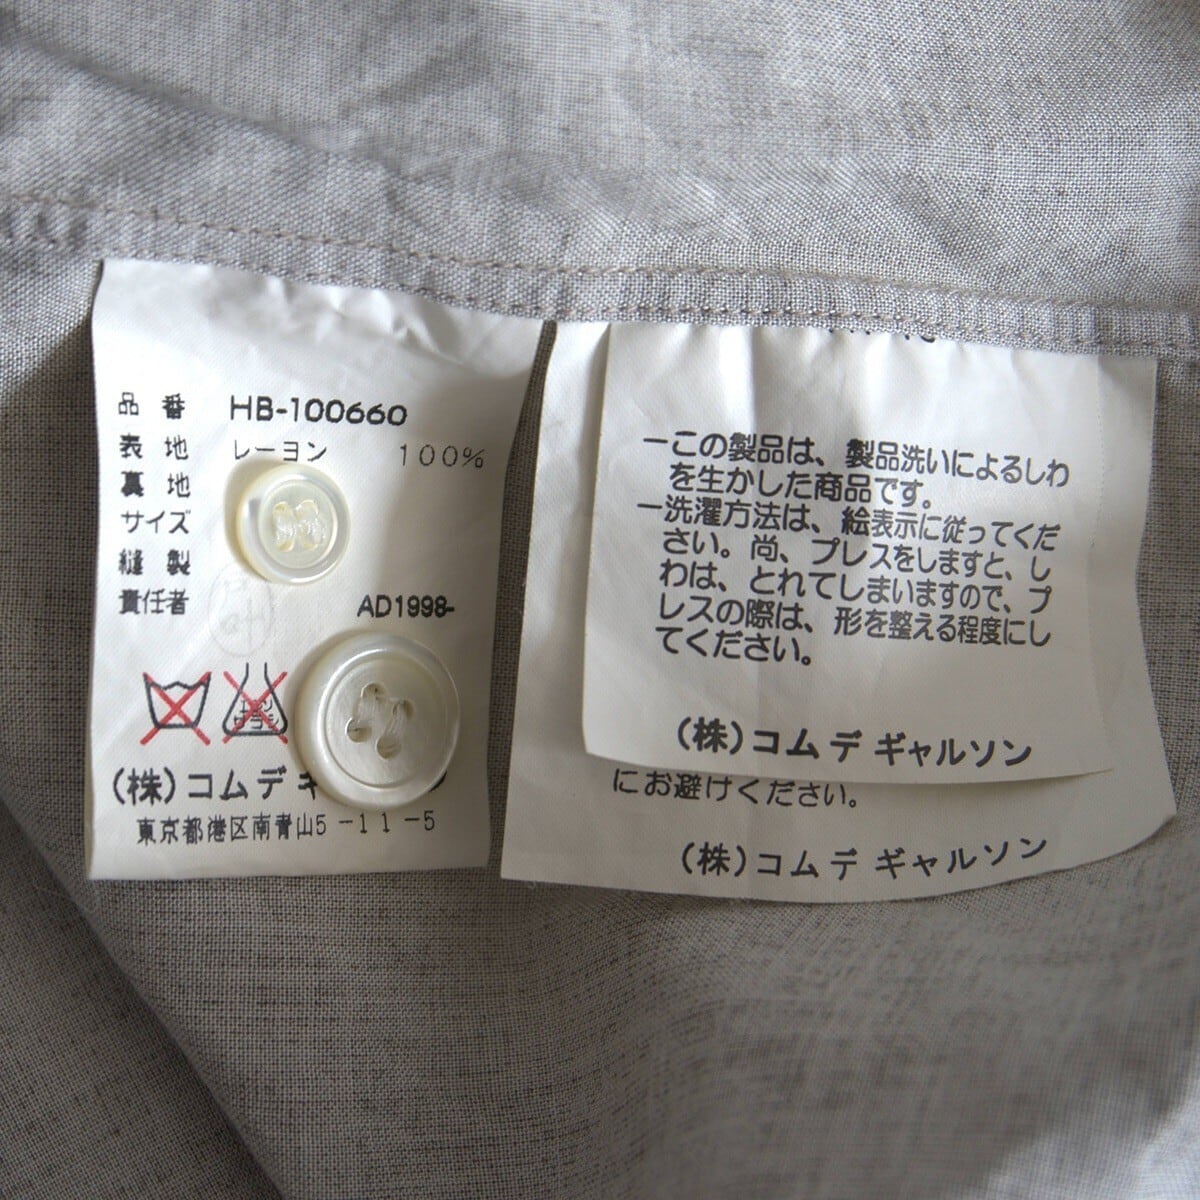 品番 HB-100660
表地 レーヨン 100%
裏地
サイズ
縫製
責任者 AD1998-
エンソ
サラシ
(株)コムデギ
東京都港区南青山5-11-5
ーこの製品は、製品洗いによるしわ
を生かした商品です。
ー洗濯方法は、絵表示に従ってくだ
さい。尚、プレスをしますと、し
わは、とれてしまいますので、プ
レスの際は、形を整える程度にし
てください。
(株)コムデギャルソン
にお避けください。
(株)コムデギャルソン